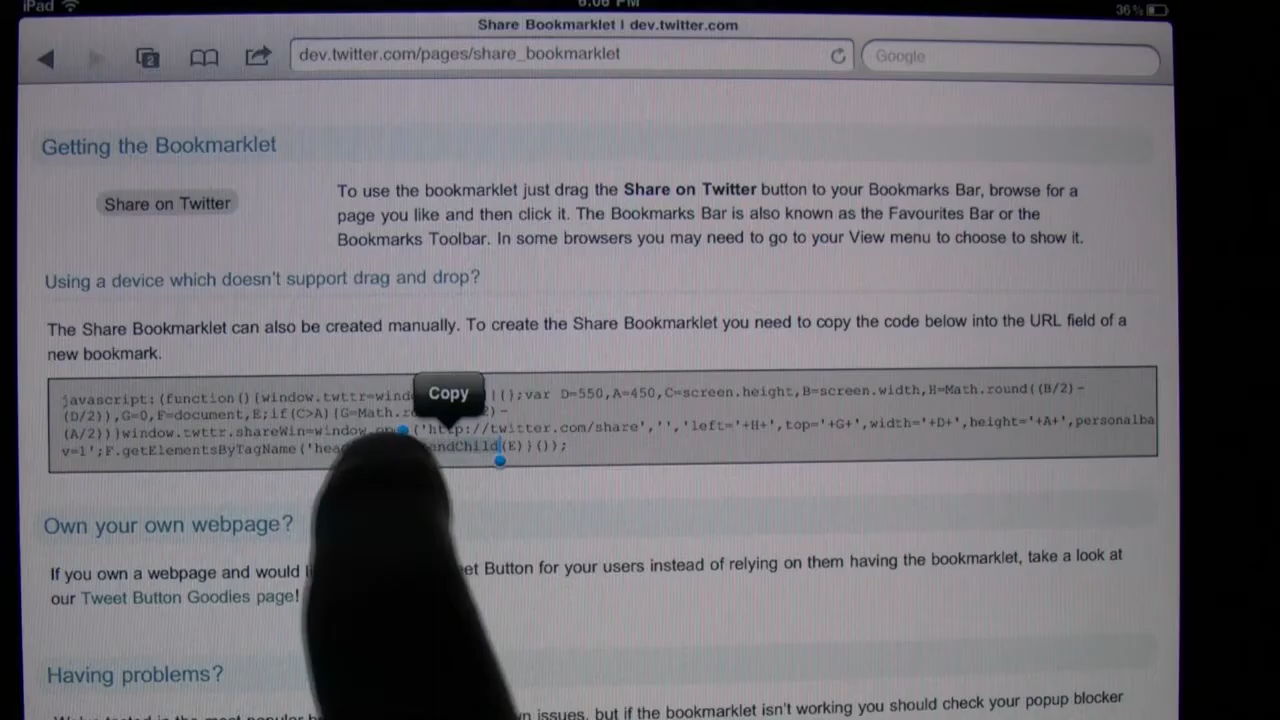 iPad
36%
Share Bookmarklet | dev.twitter.com
2
dev.twitter.com/pages/share_bookmarklet
Google
Getting the Bookmarklet
Share on Twitter
To use the bookmarklet just drag the Share on Twitter button to your Bookmarks Bar, browse for a
page you like and then click it. The Bookmarks Bar is also known as the Favourites Bar or the
Bookmarks Toolbar. In some browsers you may need to go to your View menu to choose to show it.
Using a device which doesn't support drag and drop?
The Share Bookmarklet can also be created manually. To create the Share Bookmarklet you need to copy the code below into the URL field of a
new bookmark.
Copy
javascript:(function(){window.twttr=wind ||{};var D=550,A=450,C=screen.height,B=screen.width,H=Math.round((B/2)-
(D/2)),G=0,F=document,E;if(C>A){G=Math.ro 2)-
(A/2))}window.twttr.shareWin=window.op ('http://twitter.com/share','','left='+H+',top='+G+',width='+D+',height='+A+',personalba
v=1';F.getElementsByTagName('hea endChild(E)}());
Own your own webpage?
If you own a webpage and would et Button for your users instead of relying on them having the bookmarklet, take a look at
our Tweet Button Goodies page!
Having problems?
issues, but if the bookmarklet isn't working you should check your popup blocker